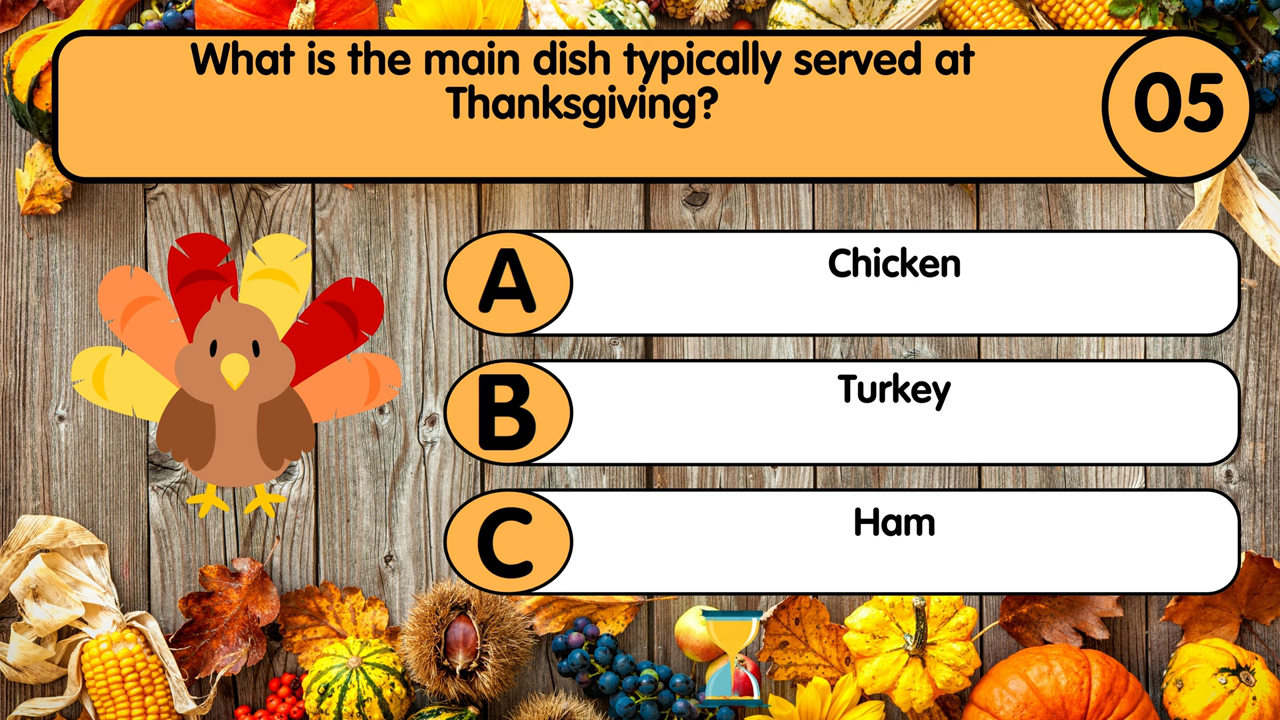 What is the main dish typically served at
Thanksgiving?
05
A
Chicken
B
Turkey
C
Ham